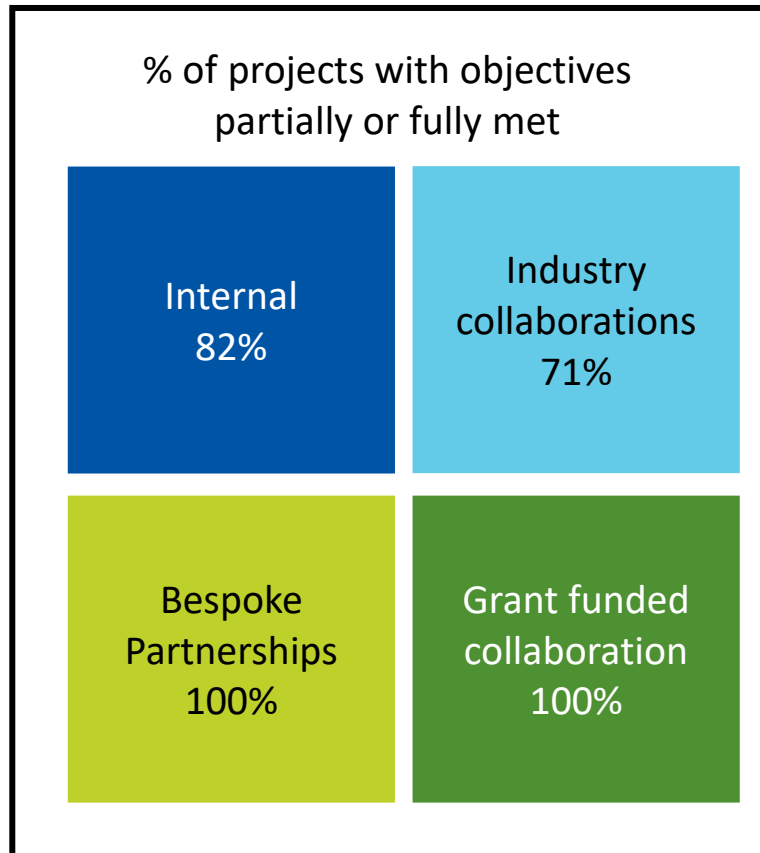 % of projects with objectives
partially or fully met
Internal
82%
Industry
collaborations
71%
Bespoke
Partnerships
100%
Grant funded
collaboration
100%